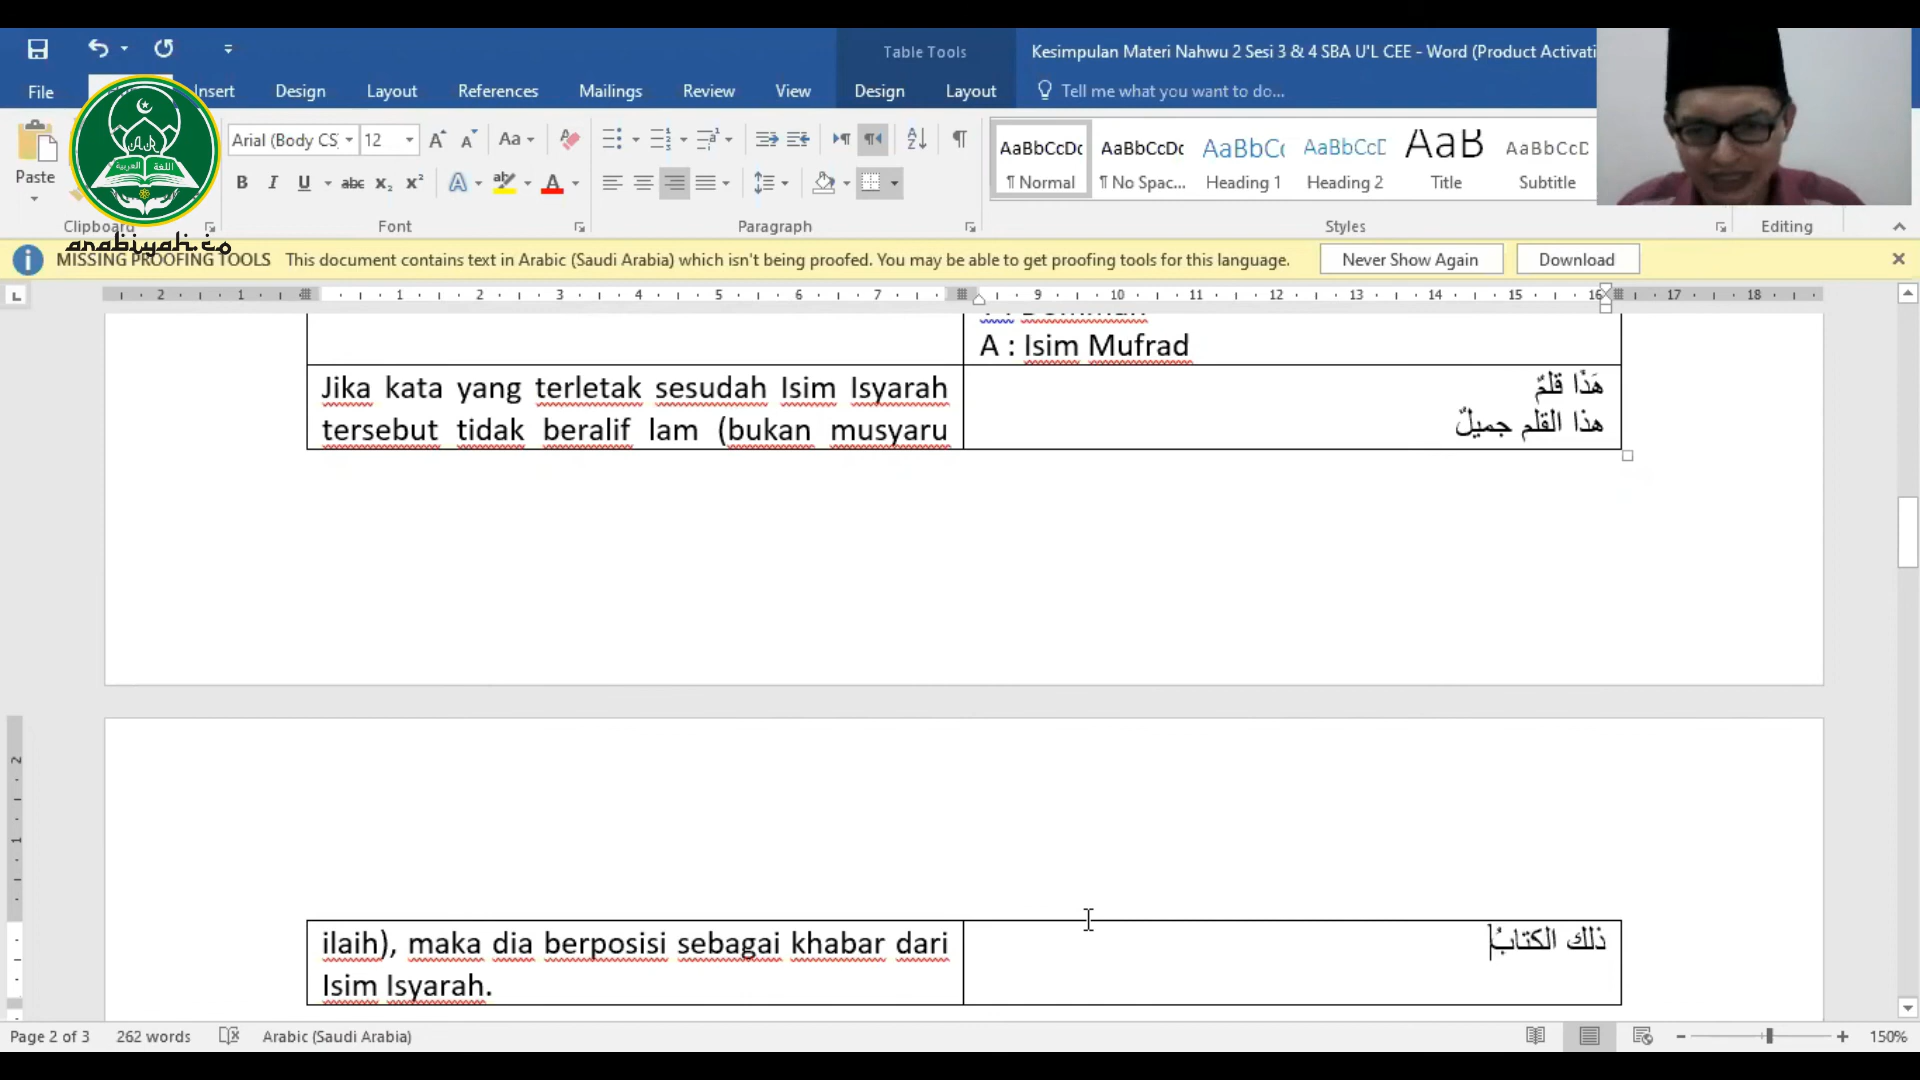 Table Tools
Kesimpulan Materi Nahwu 2 Sesi 3 & 4 SBA U'L CEE - Word (Product Activati
File
Insert
Design
Layout
References
Mailings
Review
View
Design
Layout
Tell me what you want to do...
Paste
Arial (Body CS)
12
AaBbCcDc
AaBbCcDc
AaBbCc
AaBbCcD
AaB
AaBbCcD
¶ Normal
¶ No Spac...
Heading 1
Heading 2
Title
Subtitle
Clipboard
Font
Paragraph
Styles
Editing
اللغة العربية
AR
arabiyah.co
MISSING PROOFING TOOLS This document contains text in Arabic (Saudi Arabia) which isn't being proofed. You may be able to get proofing tools for this language.
Never Show Again
Download
A : Isim Mufrad
Jika kata yang terletak sesudah Isim Isyarah
tersebut tidak beralif lam (bukan musyaru
هَذَا قلمٌ
هذا القلم جميلٌ
ilaih), maka dia berposisi sebagai khabar dari
Isim Isyarah.
ذلك الكتابُ
Page 2 of 3
262 words
Arabic (Saudi Arabia)
150%